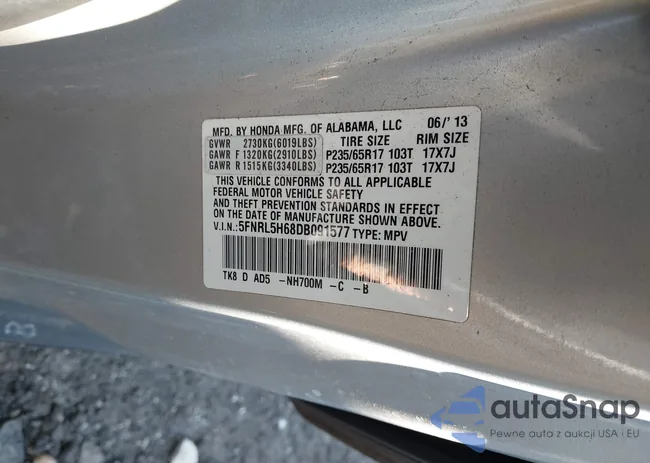 MFD. BY HONDA MFG. OF ALABAMA, LLC 06/'13
GVWR 2730KG(6019LBS) TIRE SIZE RIM SIZE
GAWR F 1320KG(2910LBS) P235/65R17 103T 17X7J
GAWR R 1515KG(3340LBS) P235/65R17 103T 17X7J
THIS VEHICLE CONFORMS TO ALL APPLICABLE
FEDERAL MOTOR VEHICLE SAFETY
AND THEFT PREVENTION STANDARDS IN EFFECT
ON THE DATE OF MANUFACTURE SHOWN ABOVE.
V.I.N.: 5FNRL5H68DB091577 TYPE: MPV
TK8 D AD5 -NH700M -C -B
autoSnap
Pewne auta z aukcji USA i EU